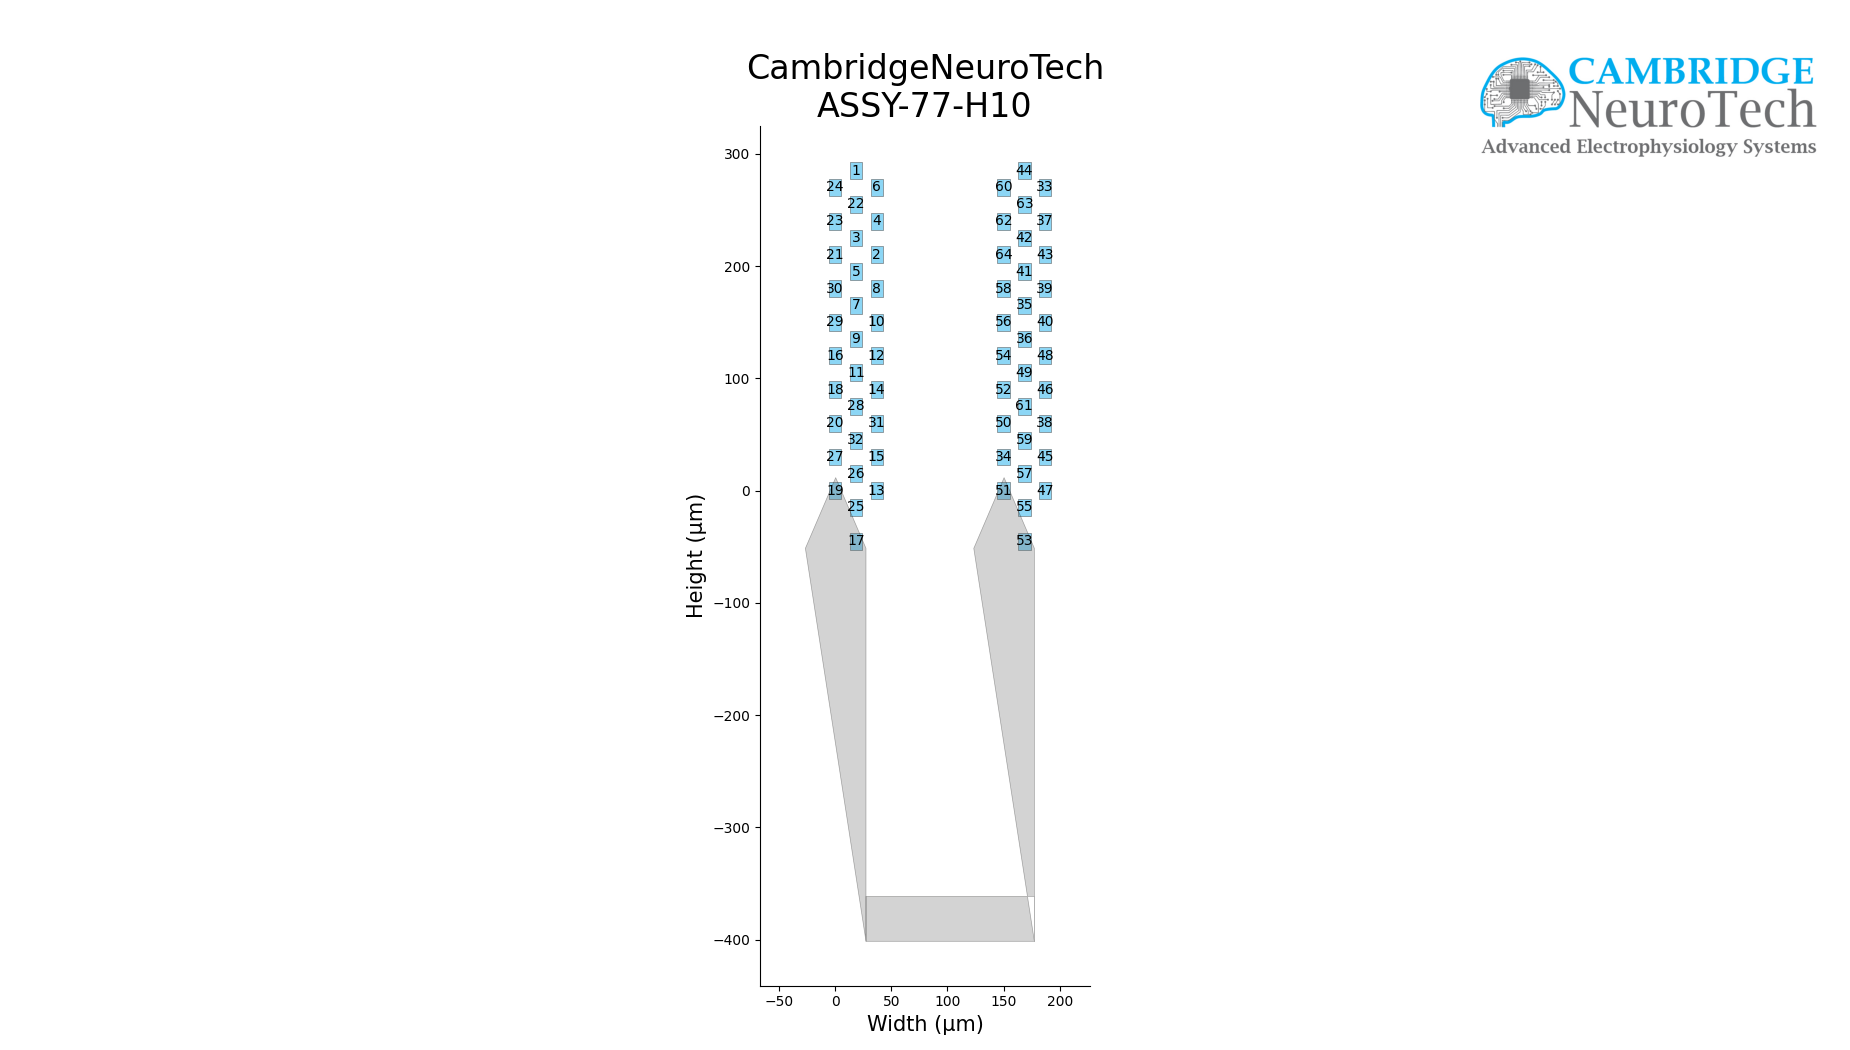 CambridgeNeuroTech
ASSY-77-H10
CAMBRIDGE
NeuroTech
Advanced Electrophysiology Systems
300
200
100
0
−100
−200
−300
−400
Height (μm)
1 44
24 6 60 33
22 63
23 4 62 37
3 42
21 2 64 43
5 41
30 8 58 39
7 35
29 10 56 40
9 36
16 12 54 48
11 49
18 14 52 46
28 61
20 31 50 38
32 59
27 15 34 45
26 57
19 13 51 47
25 55
17 53
−50 0 50 100 150 200
Width (μm)